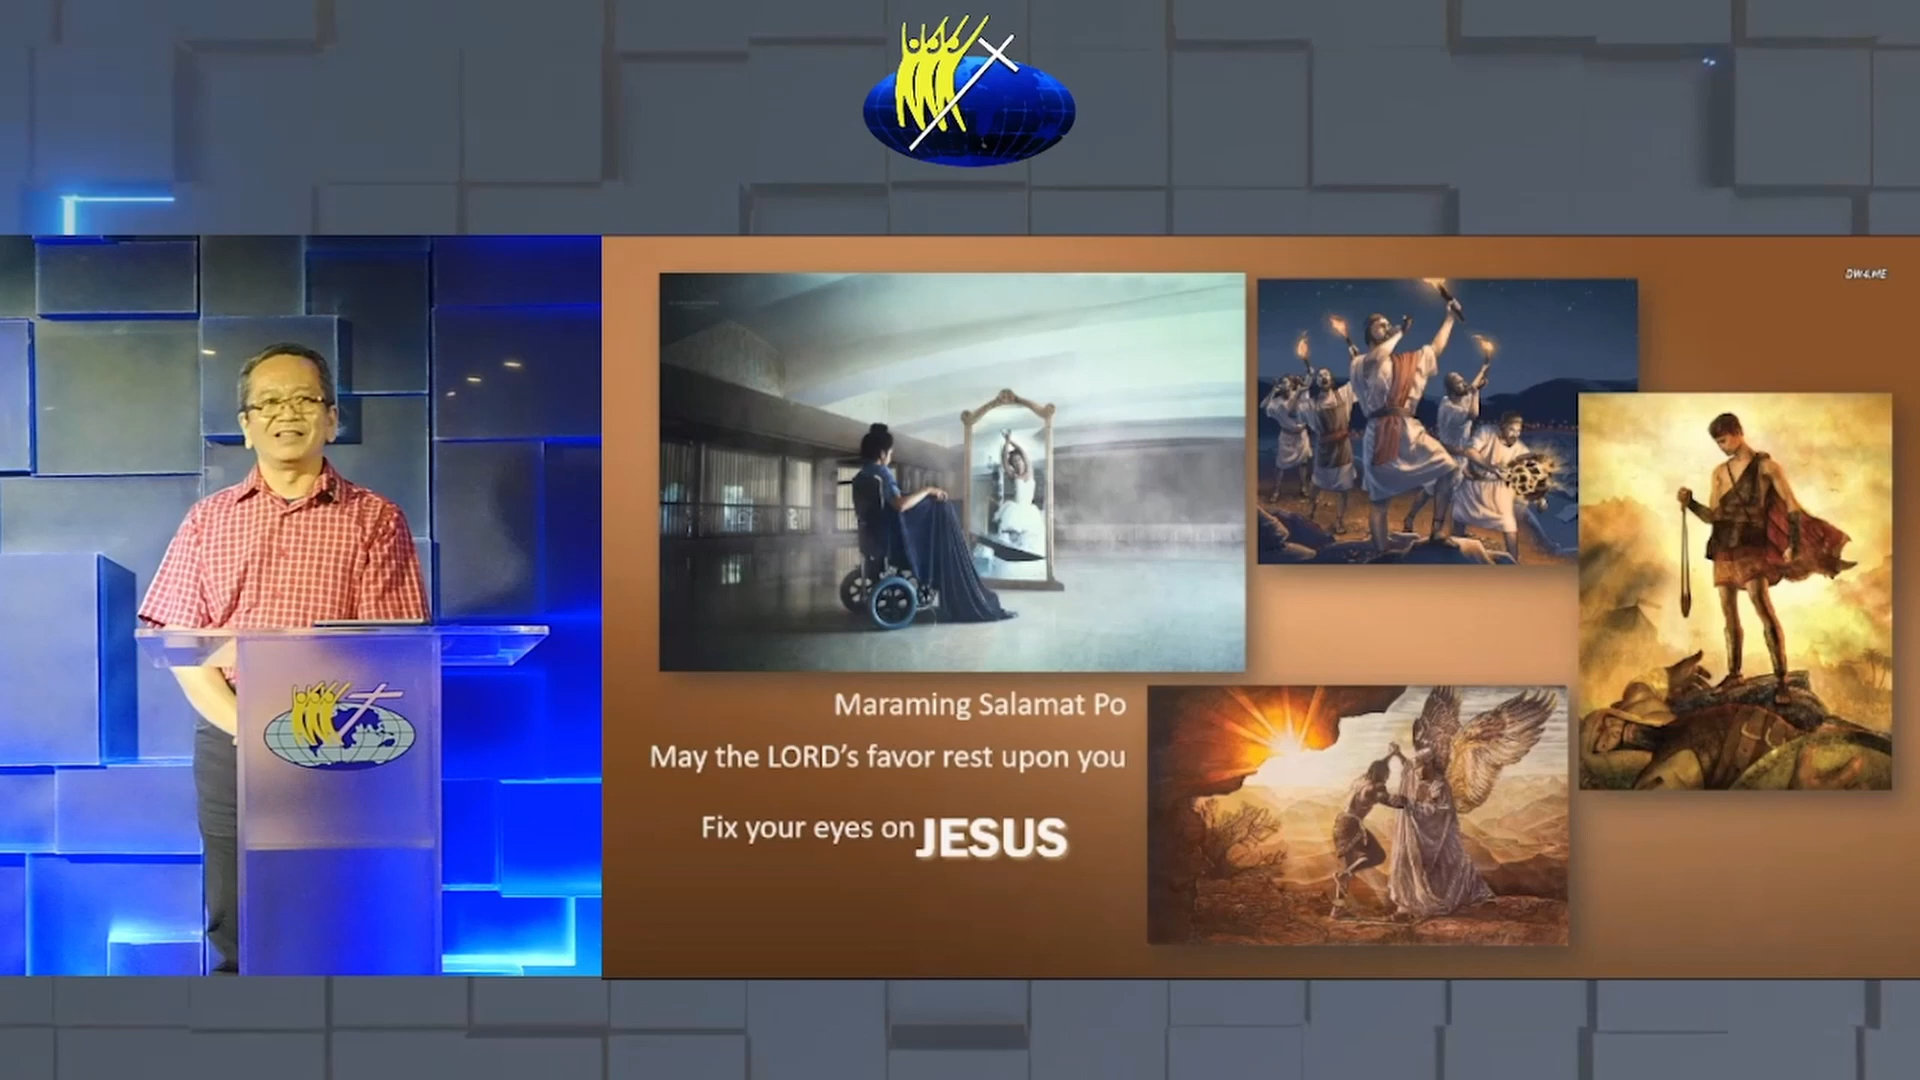 DW4.ME
Maraming Salamat Po
May the LORD's favor rest upon you
Fix your eyes on JESUS